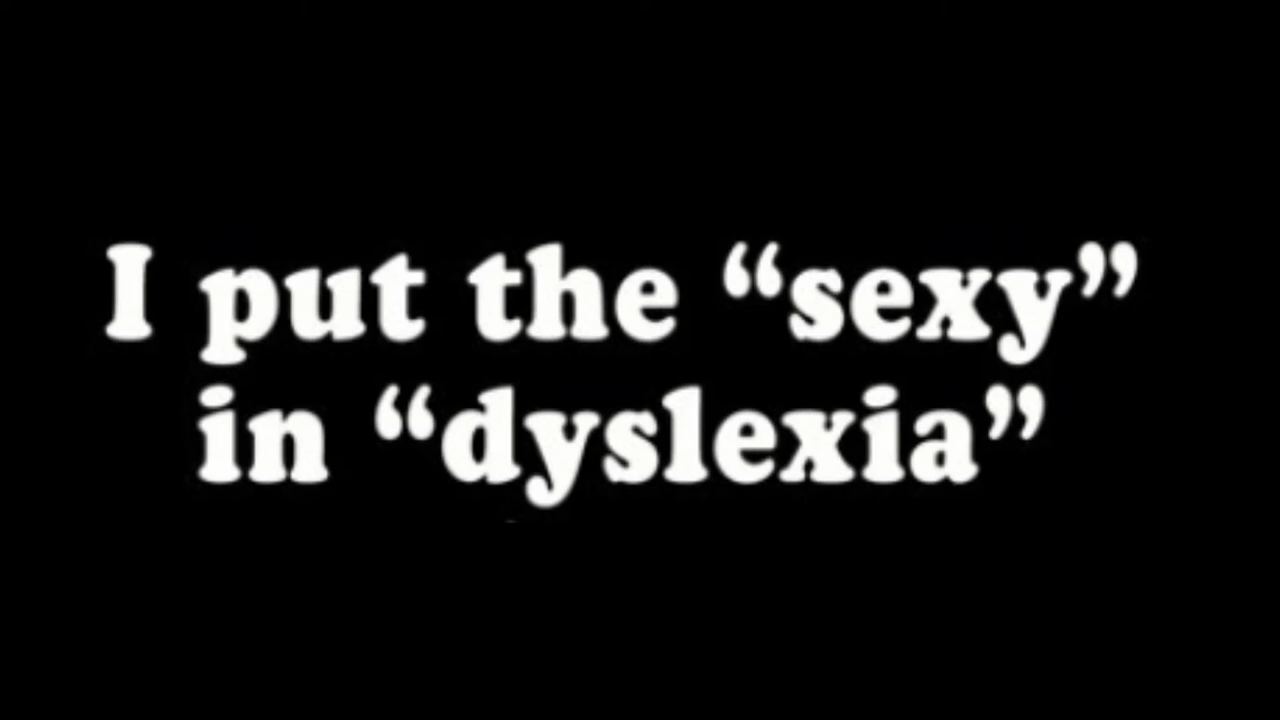 I put the “sexy”
in “dyslexia”